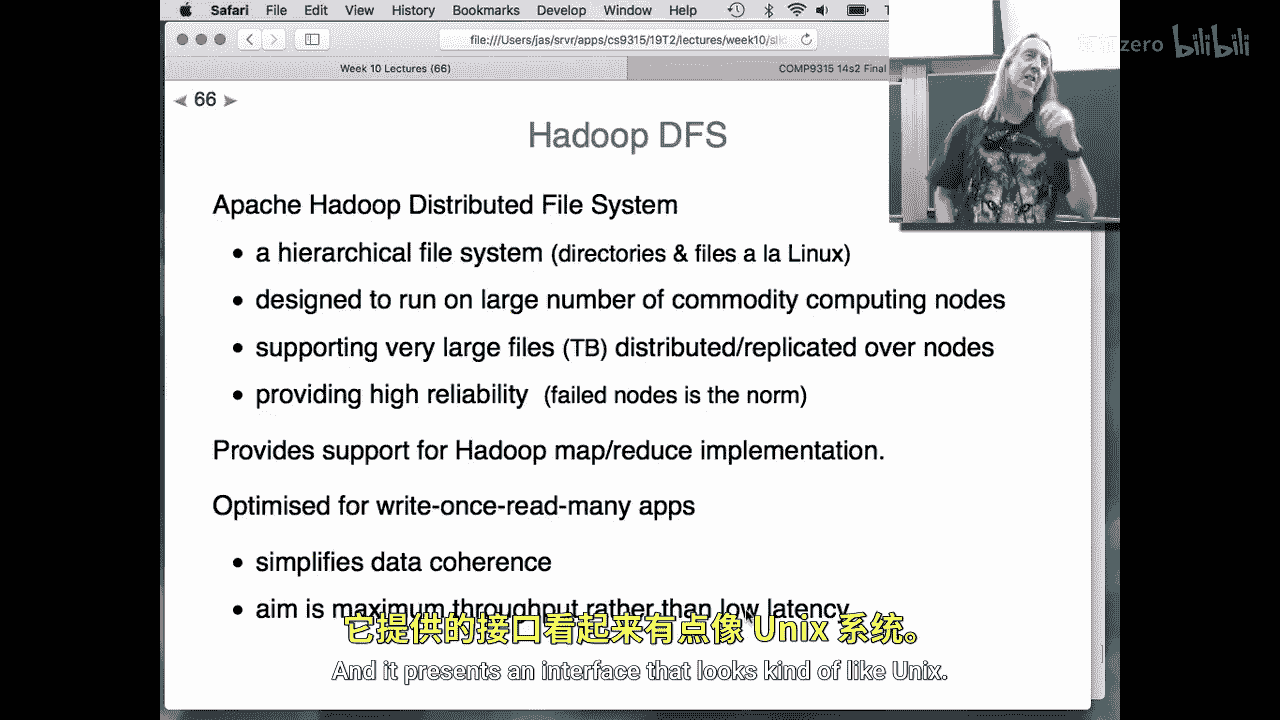 Safari File Edit View History Bookmarks Develop Window Help
file:///Users/jas/srvr/apps/cs9315/19T2/lectures/week10/sli
zero bilibili
Week 10 Lectures (66)
COMP9315 14s2 Final
66
Hadoop DFS
Apache Hadoop Distributed File System
• a hierarchical file system (directories & files a la Linux)
• designed to run on large number of commodity computing nodes
• supporting very large files (TB) distributed/replicated over nodes
• providing high reliability (failed nodes is the norm)
Provides support for Hadoop map/reduce implementation.
Optimised for write-once-read-many apps
• simplifies data coherence
• aim is maximum throughput rather than low latency
它提供的接口看起来有点像 Unix 系统。
And it presents an interface that looks kind of like Unix.